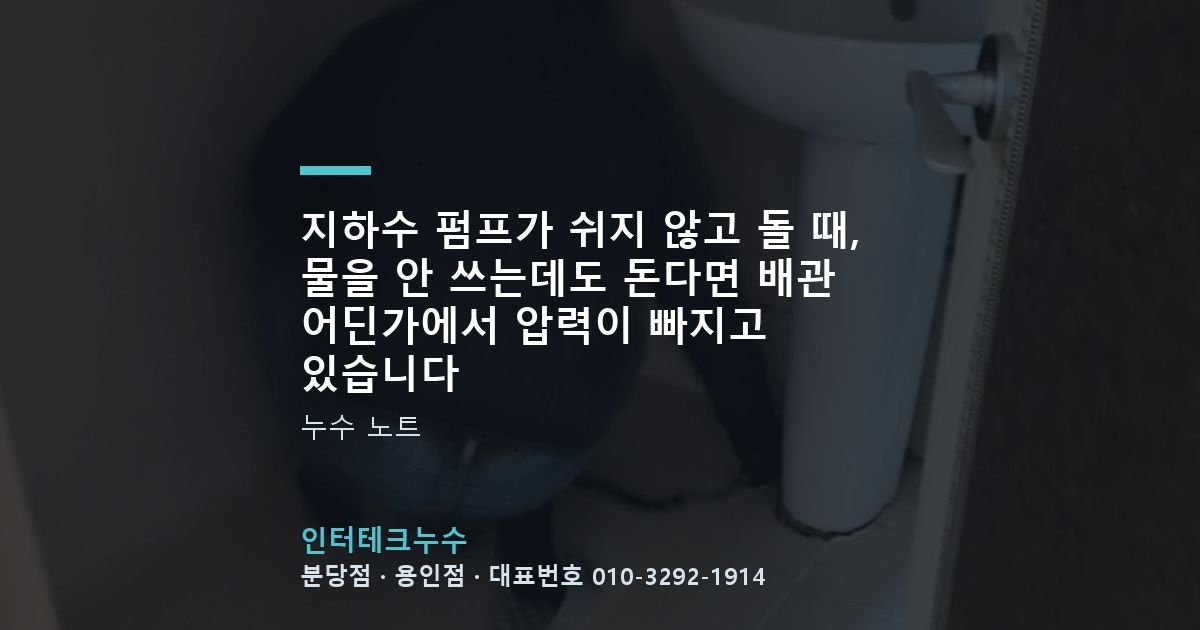 지하수 펌프가 쉬지 않고 돌 때,
물을 안 쓰는데도 돈다면 배관
어딘가에서 압력이 빠지고
있습니다
누수 노트
인터테크누수
분당점 · 용인점 · 대표번호 010-3292-1914